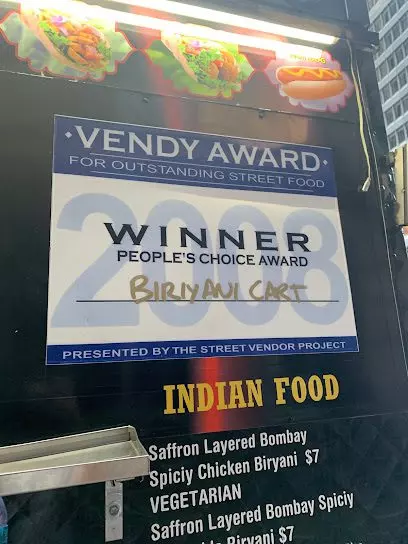 ·VENDY AWARD·
FOR OUTSTANDING STREET FOOD
2008
WINNER
PEOPLE'S CHOICE AWARD
BIRIYANI CART
PRESENTED BY THE STREET VENDOR PROJECT
INDIAN FOOD
Saffron Layered Bombay
Spiciy Chicken Biryani $7
VEGETARIAN
Saffron Layered Bombay Spiciy
Biryani $7